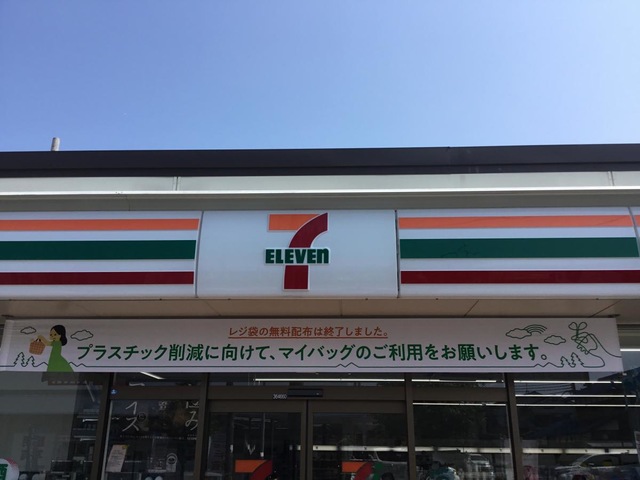 7
ELEVEn
レジ袋の無料配布は終了しました。
プラスチック削減に向けて、マイバッグのご利用をお願いします。